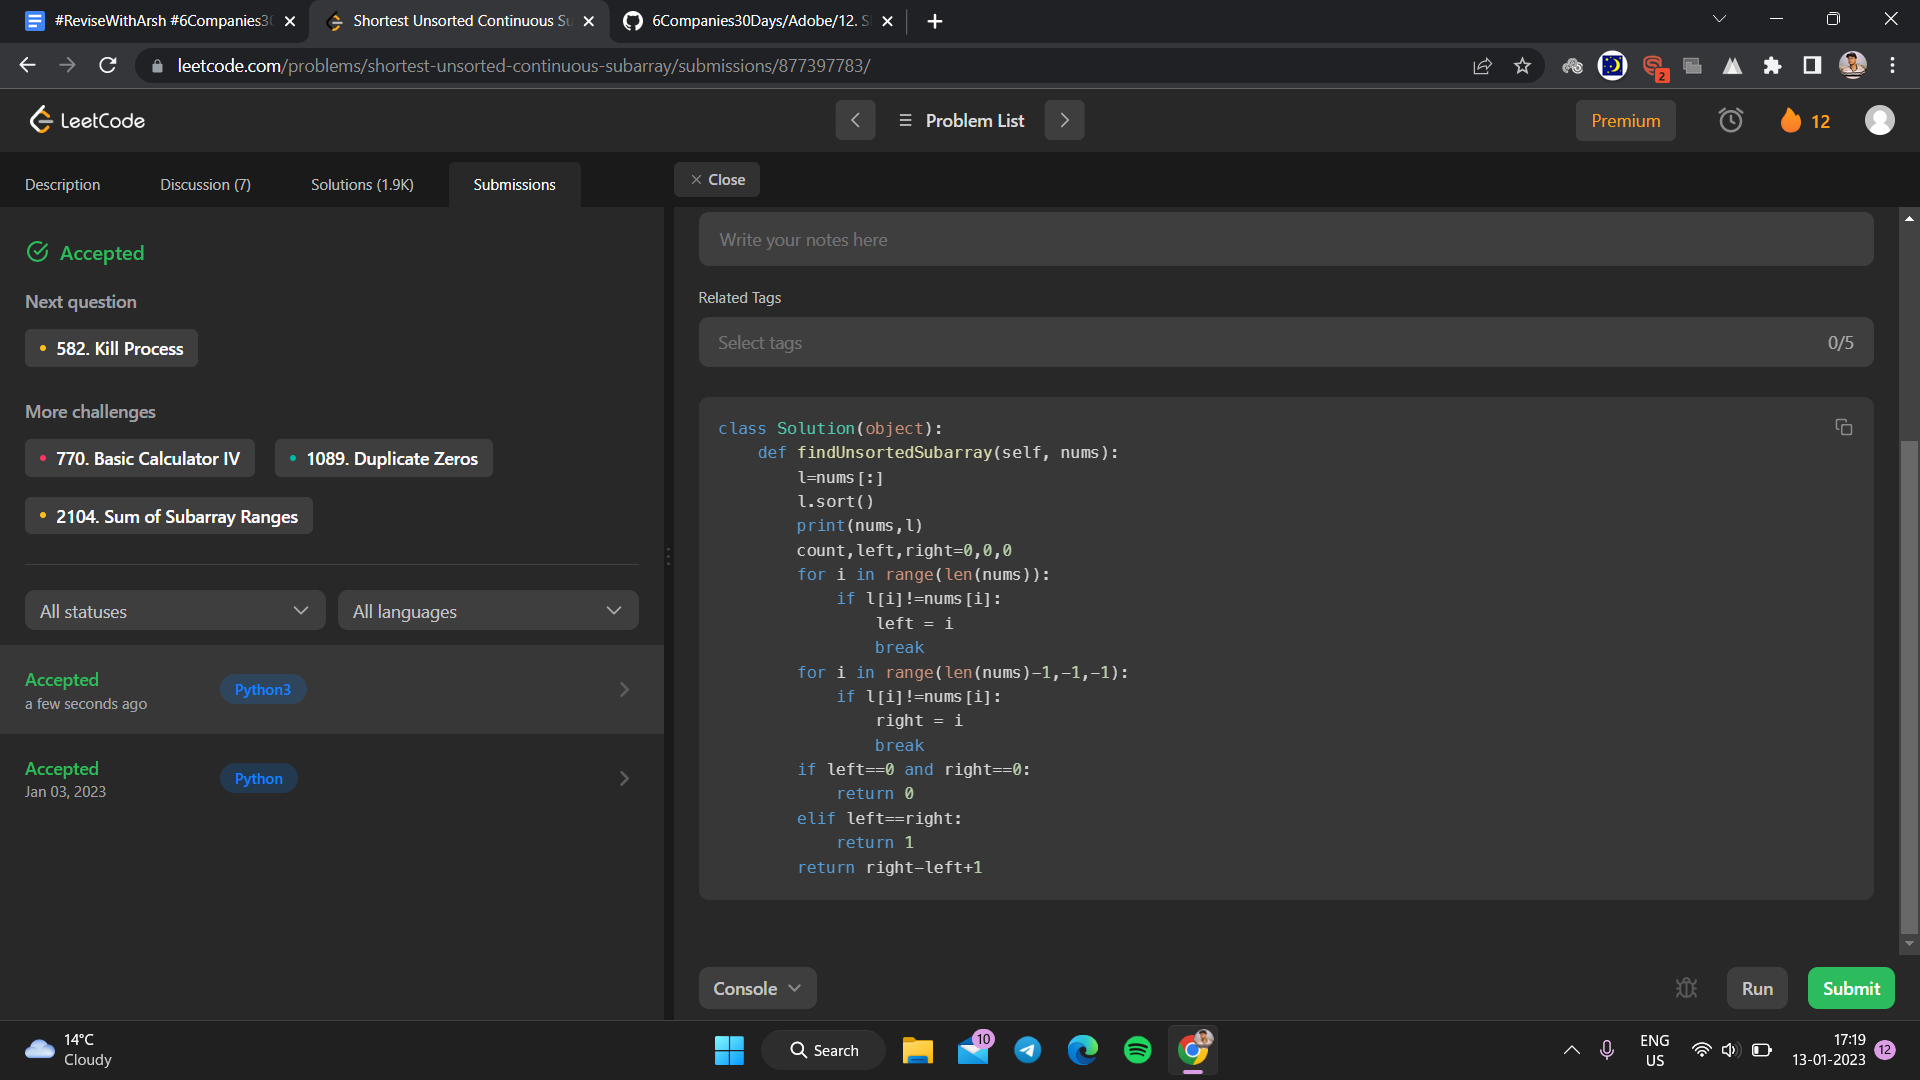 #ReviseWithArsh #6Companies30
Shortest Unsorted Continuous Su
6Companies30Days/Adobe/12. S
leetcode.com/problems/shortest-unsorted-continuous-subarray/submissions/877397783/
2
LeetCode
Problem List
Premium
12
Description
Discussion (7)
Solutions (1.9K)
Submissions
Close
Accepted
Next question
582. Kill Process
More challenges
770. Basic Calculator IV
1089. Duplicate Zeros
2104. Sum of Subarray Ranges
All statuses
All languages
Accepted
Python3
a few seconds ago
Accepted
Python
Jan 03, 2023
Write your notes here
Related Tags
Select tags
0/5
class Solution(object):
    def findUnsortedSubarray(self, nums):
        l=nums[:]
        l.sort()
        print(nums,l)
        count,left,right=0,0,0
        for i in range(len(nums)):
            if l[i]!=nums[i]:
                left = i
                break
        for i in range(len(nums)-1,-1,-1):
            if l[i]!=nums[i]:
                right = i
                break
        if left==0 and right==0:
            return 0
        elif left==right:
            return 1
        return right-left+1
Console
Run
Submit
14°C
Cloudy
Search
10
ENG
US
17:19
13-01-2023
12